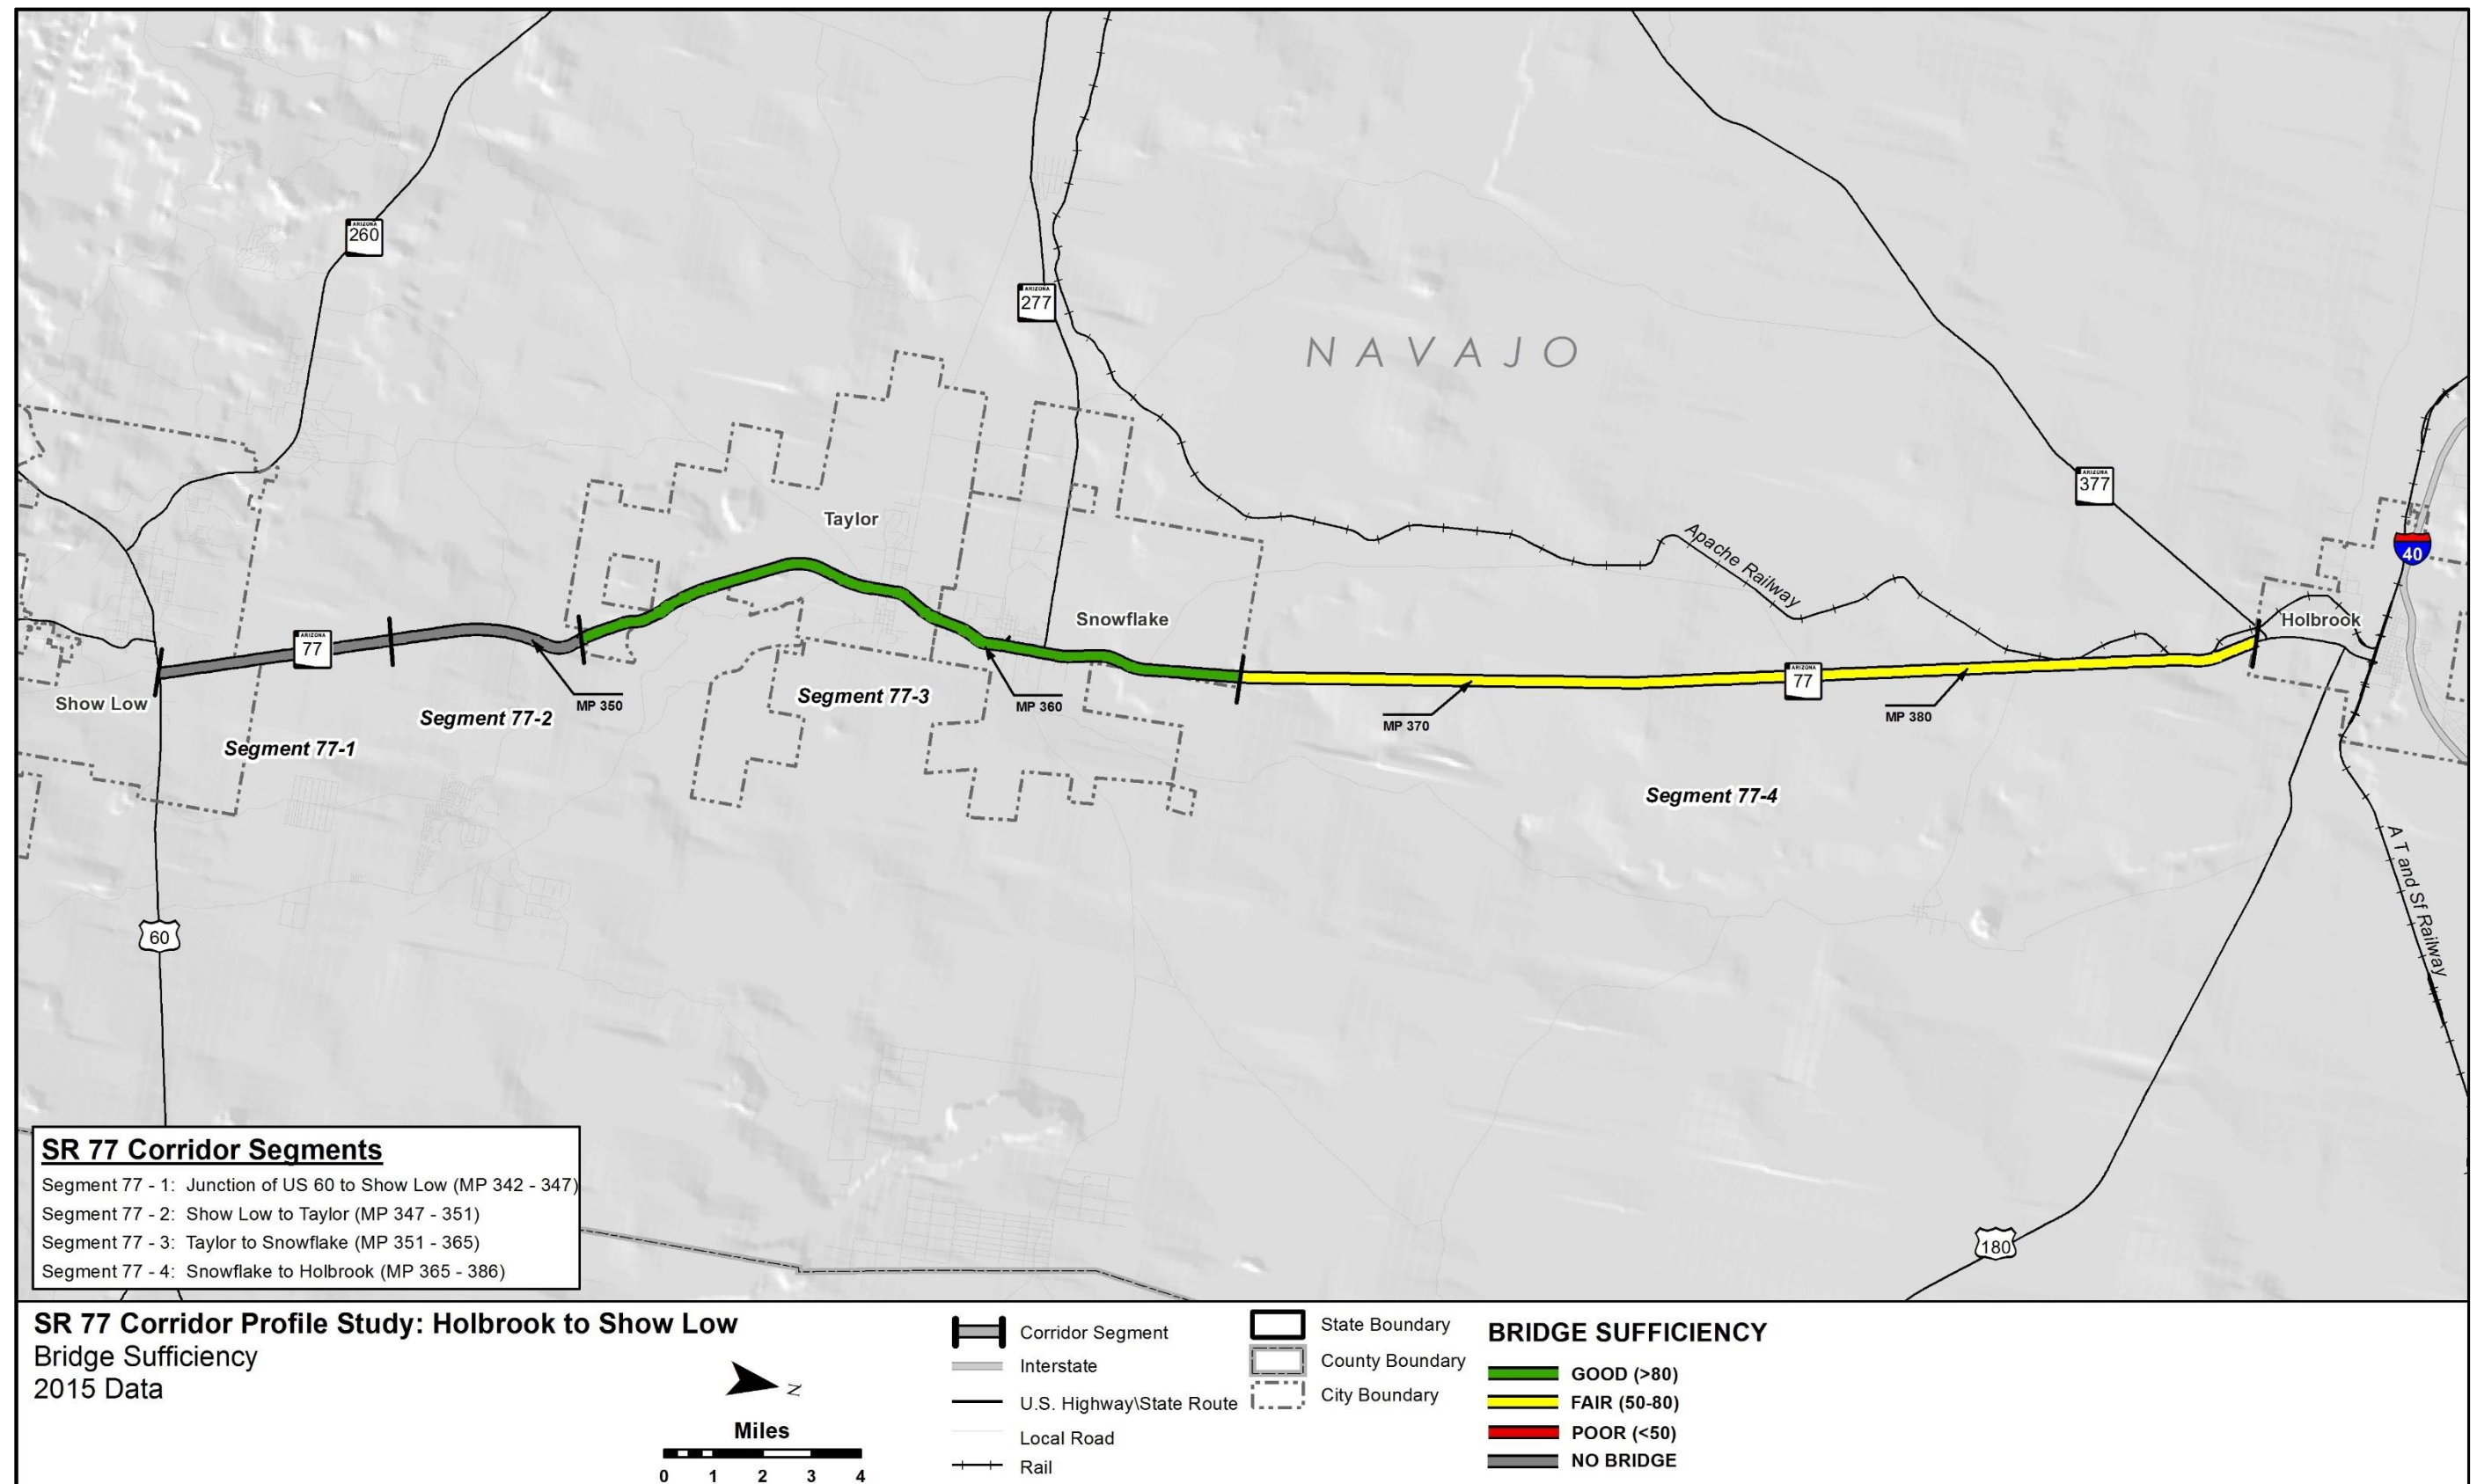 ARIZONA
260
ARIZONA
277
NAVAJO
ARIZONA
377
Taylor
Apache Railway
40
Snowflake
Holbrook
ARIZONA
77
ARIZONA
77
Show Low
Segment 77-1
Segment 77-2
MP 350
Segment 77-3
MP 360
MP 370
MP 380
Segment 77-4
A T and Sf Railway
60
180
SR 77 Corridor Segments
Segment 77 - 1: Junction of US 60 to Show Low (MP 342 - 347)
Segment 77 - 2: Show Low to Taylor (MP 347 - 351)
Segment 77 - 3: Taylor to Snowflake (MP 351 - 365)
Segment 77 - 4: Snowflake to Holbrook (MP 365 - 386)
SR 77 Corridor Profile Study: Holbrook to Show Low
Bridge Sufficiency
2015 Data
N
Miles
0 1 2 3 4
Corridor Segment
Interstate
U.S. Highway\State Route
Local Road
Rail
State Boundary
County Boundary
City Boundary
BRIDGE SUFFICIENCY
GOOD (>80)
FAIR (50-80)
POOR (<50)
NO BRIDGE